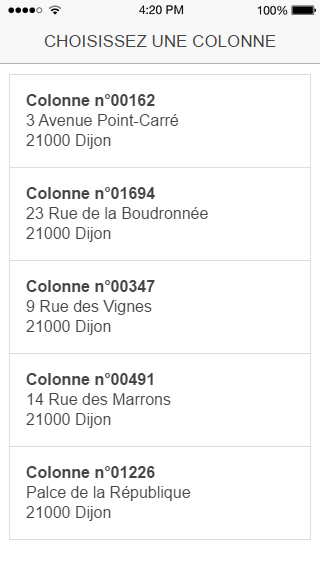 4:20 PM 100%
CHOISISSEZ UNE COLONNE
Colonne n°00162
3 Avenue Point-Carré
21000 Dijon
Colonne n°01694
23 Rue de la Boudronnée
21000 Dijon
Colonne n°00347
9 Rue des Vignes
21000 Dijon
Colonne n°00491
14 Rue des Marrons
21000 Dijon
Colonne n°01226
Palce de la République
21000 Dijon